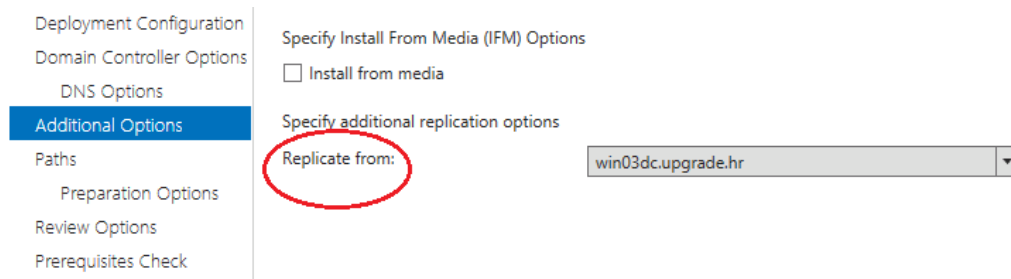 Deployment Configuration
Domain Controller Options
DNS Options
Additional Options
Paths
Preparation Options
Review Options
Prerequisites Check
Specify Install From Media (IFM) Options
Install from media
Specify additional replication options
Replicate from: win03dc.upgrade.hr